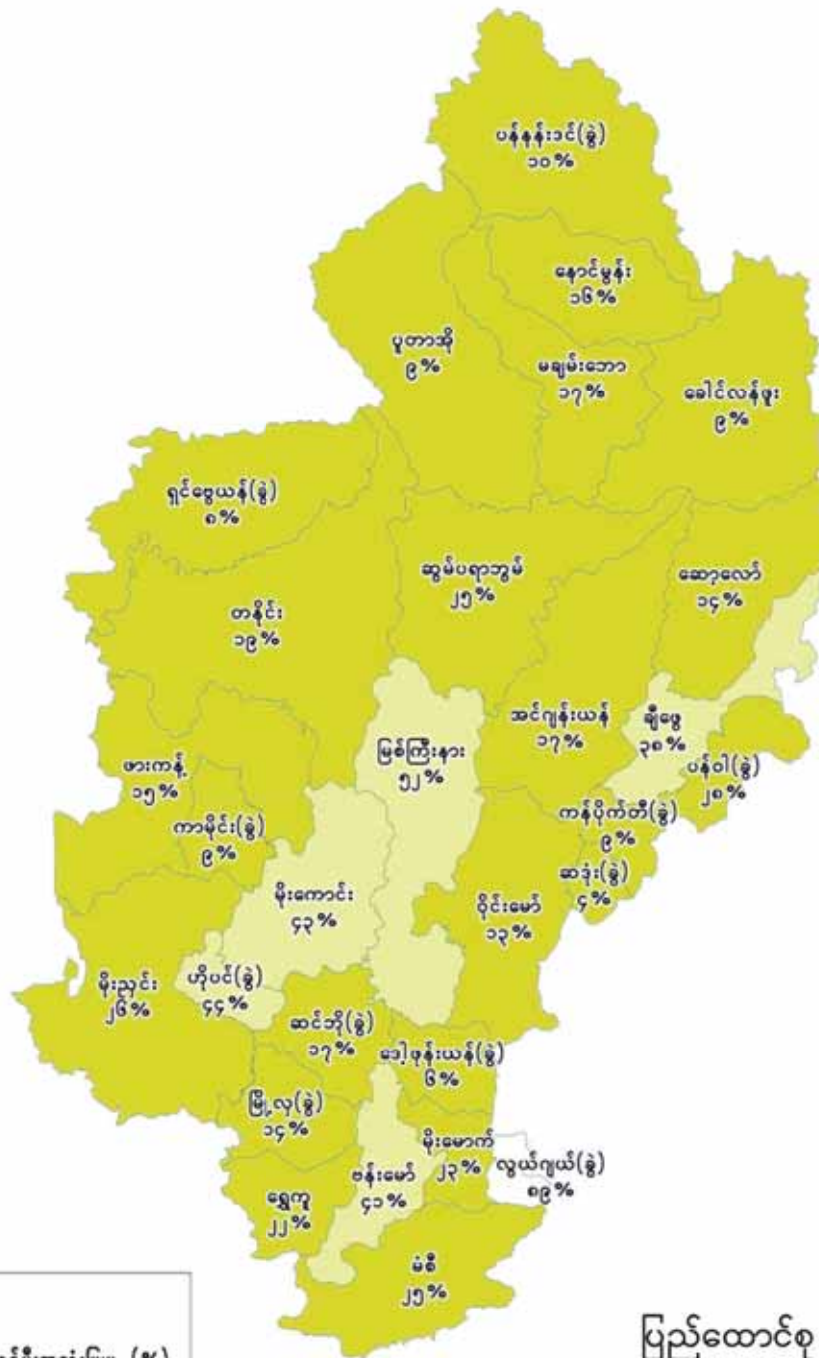 ပန်နန်းဒင်(ခွဲ)
၁၀%
နောင်မွန်း
၁၆%
ပူတာအို
၉%
မချမ်းဘော
၁၇%
ခေါင်လန်ဖူး
၉%
ရှင်ဗွေယန်(ခွဲ)
၈%
ဆွမ်ပရာဘွမ်
၂၅%
ဆော့လော်
၁၄%
တနိုင်း
၁၉%
အင်ဂျန်းယန်
၁၇%
ချီဖွေ
၃၈%
မြစ်ကြီးနား
၅၂%
ဖားကန့်
၁၅%
ပန်ဝါ(ခွဲ)
၂၈%
ကာမိုင်း(ခွဲ)
၉%
ကန်ပိုက်တီ(ခွဲ)
၉%
ဆဒုံး(ခွဲ)
၄%
မိုးကောင်း
၄၃%
ဝိုင်းမော်
၁၃%
မိုးညှင်း
၂၆%
ဟိုပင်(ခွဲ)
၄၄%
ဆင်ဘို(ခွဲ)
၁၇%
ဒေါ့ဖုန်းယန်(ခွဲ)
၆%
မြို့လှ(ခွဲ)
၁၄%
မိုးမောက်
၂၃%
လွယ်ဂျယ်(ခွဲ)
၈၉%
ဗန်းမော်
၄၁%
ရွှေကူ
၂၂%
မံစီ
၂၅%
ပြည်ထောင်စု
(%)